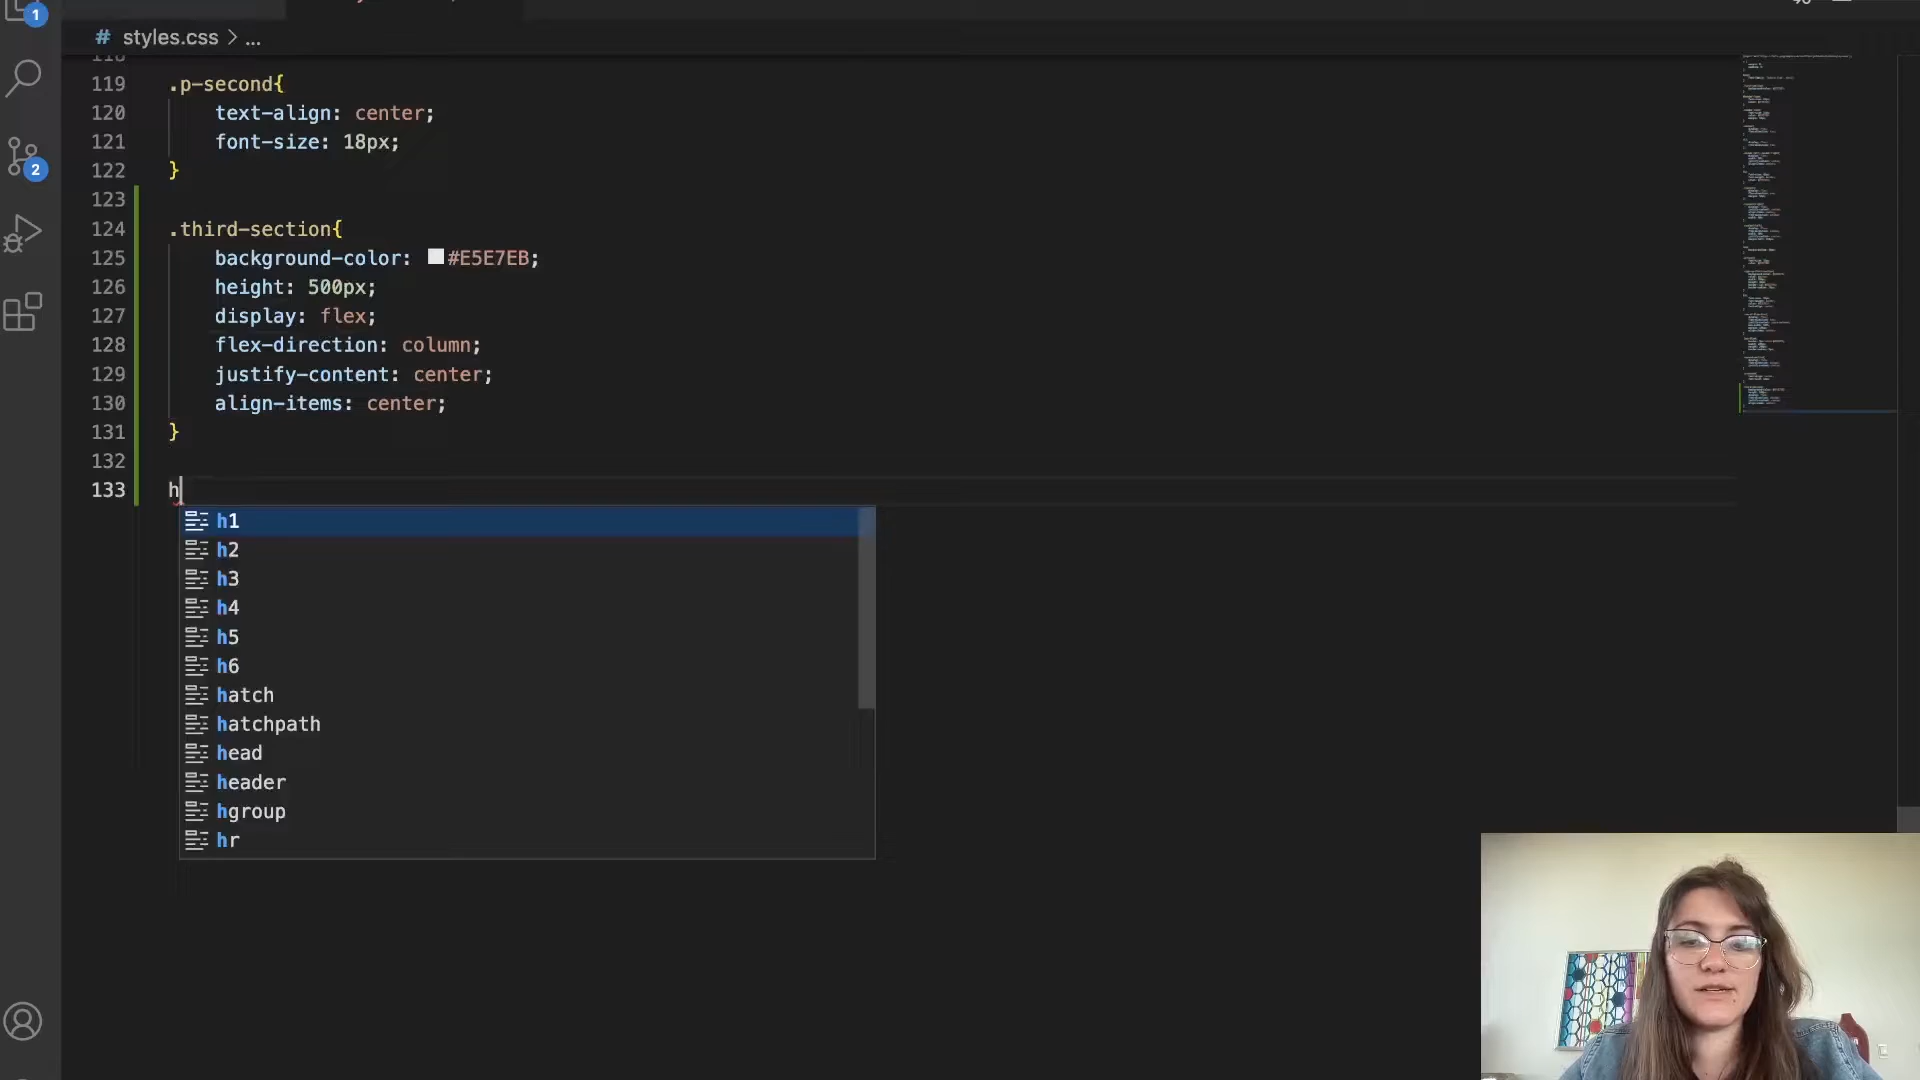 1
# styles.css > ...
119 .p-second{
120 text-align: center;
121 font-size: 18px;
2
122 }
123
124 .third-section{
125 background-color: #E5E7EB;
126 height: 500px;
127 display: flex;
128 flex-direction: column;
129 justify-content: center;
130 align-items: center;
131 }
132
133 h
h1
h2
h3
h4
h5
h6
hatch
hatchpath
head
header
hgroup
hr